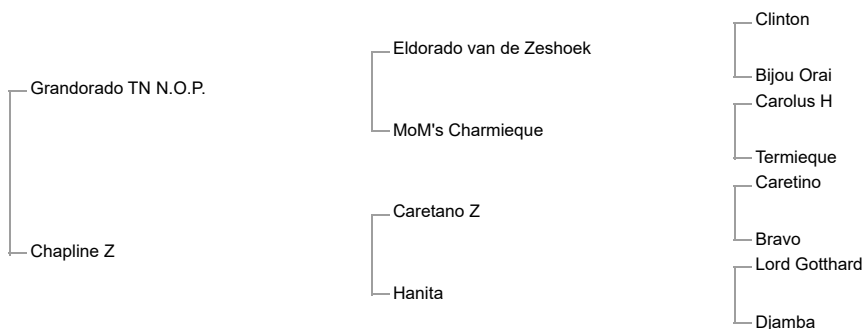 Clinton
Eldorado van de Zeshoek
Bijou Orai
Grandorado TN N.O.P.
Carolus H
MoM's Charmieque
Termieque
Caretino
Caretano Z
Bravo
Chapline Z
Lord Gotthard
Hanita
Djamba